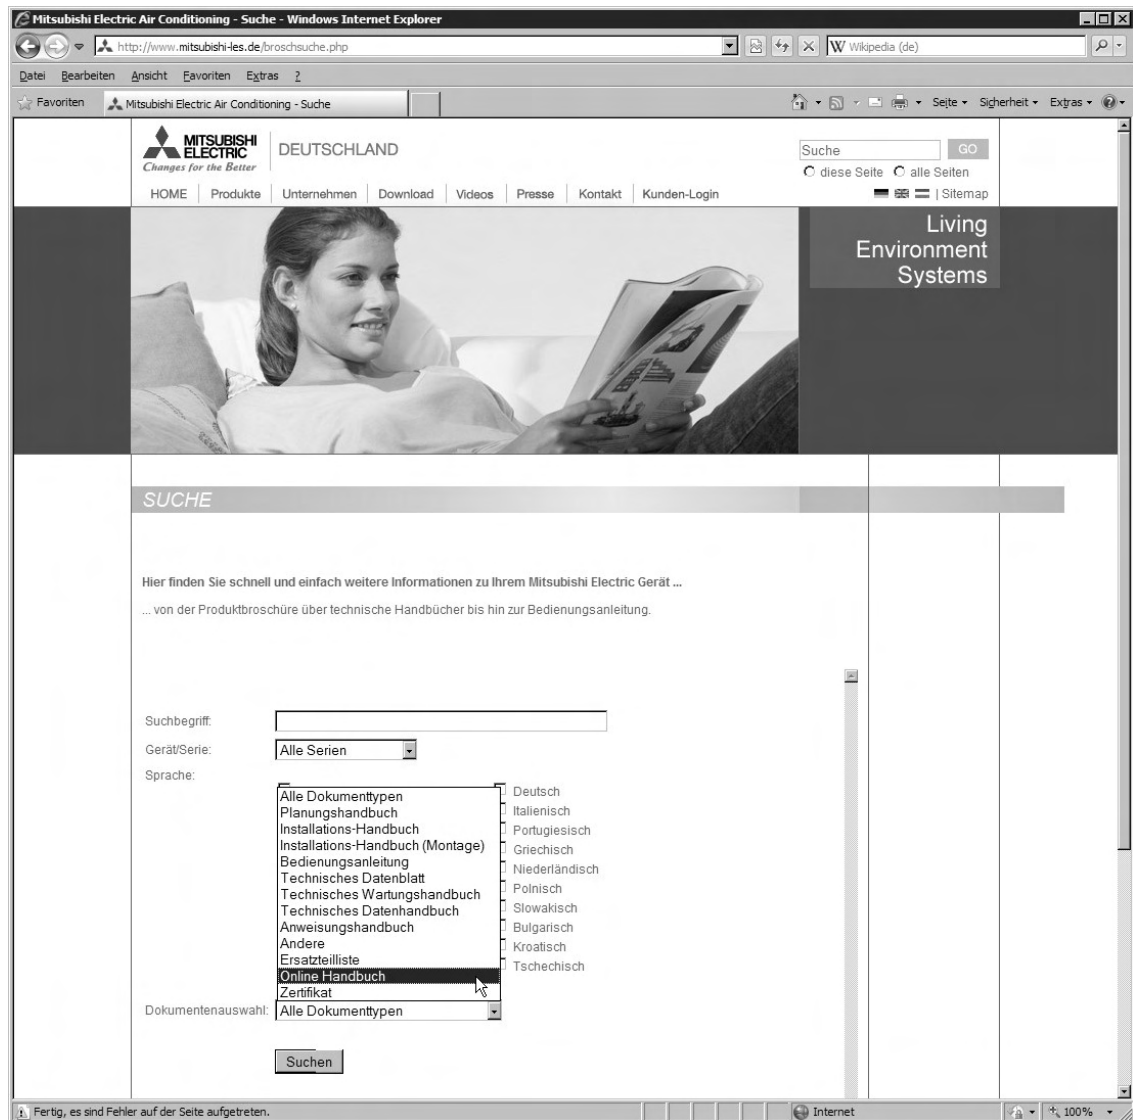 Mitsubishi Electric Air Conditioning - Suche - Windows Internet Explorer
http://www.mitsubishi-les.de/broschsuche.php
Wikipedia (de)
Datei Bearbeiten Ansicht Favoriten Extras ?
Favoriten Mitsubishi Electric Air Conditioning - Suche Seite Sicherheit Extras
MITSUBISHI
ELECTRIC
Changes for the Better
DEUTSCHLAND
Suche GO
diese Seite alle Seiten
HOME Produkte Unternehmen Download Videos Presse Kontakt Kunden-Login
| Sitemap
Living
Environment
Systems
SUCHE
Hier finden Sie schnell und einfach weitere Informationen zu Ihrem Mitsubishi Electric Gerät ...
... von der Produktbroschüre über technische Handbücher bis hin zur Bedienungsanleitung.
Suchbegriff:
Gerät/Serie: Alle Serien
Sprache:
Alle Dokumenttypen
Planungshandbuch
Installations-Handbuch
Installations-Handbuch (Montage)
Bedienungsanleitung
Technisches Datenblatt
Technisches Wartungshandbuch
Technisches Datenhandbuch
Anweisungshandbuch
Andere
Ersatzteilliste
Online Handbuch
Zertifikat
Deutsch
Italienisch
Portugiesisch
Griechisch
Niederländisch
Polnisch
Slowakisch
Bulgarisch
Kroatisch
Tschechisch
Dokumentenauswahl: Alle Dokumenttypen
Suchen
Fertig, es sind Fehler auf der Seite aufgetreten. Internet 100%